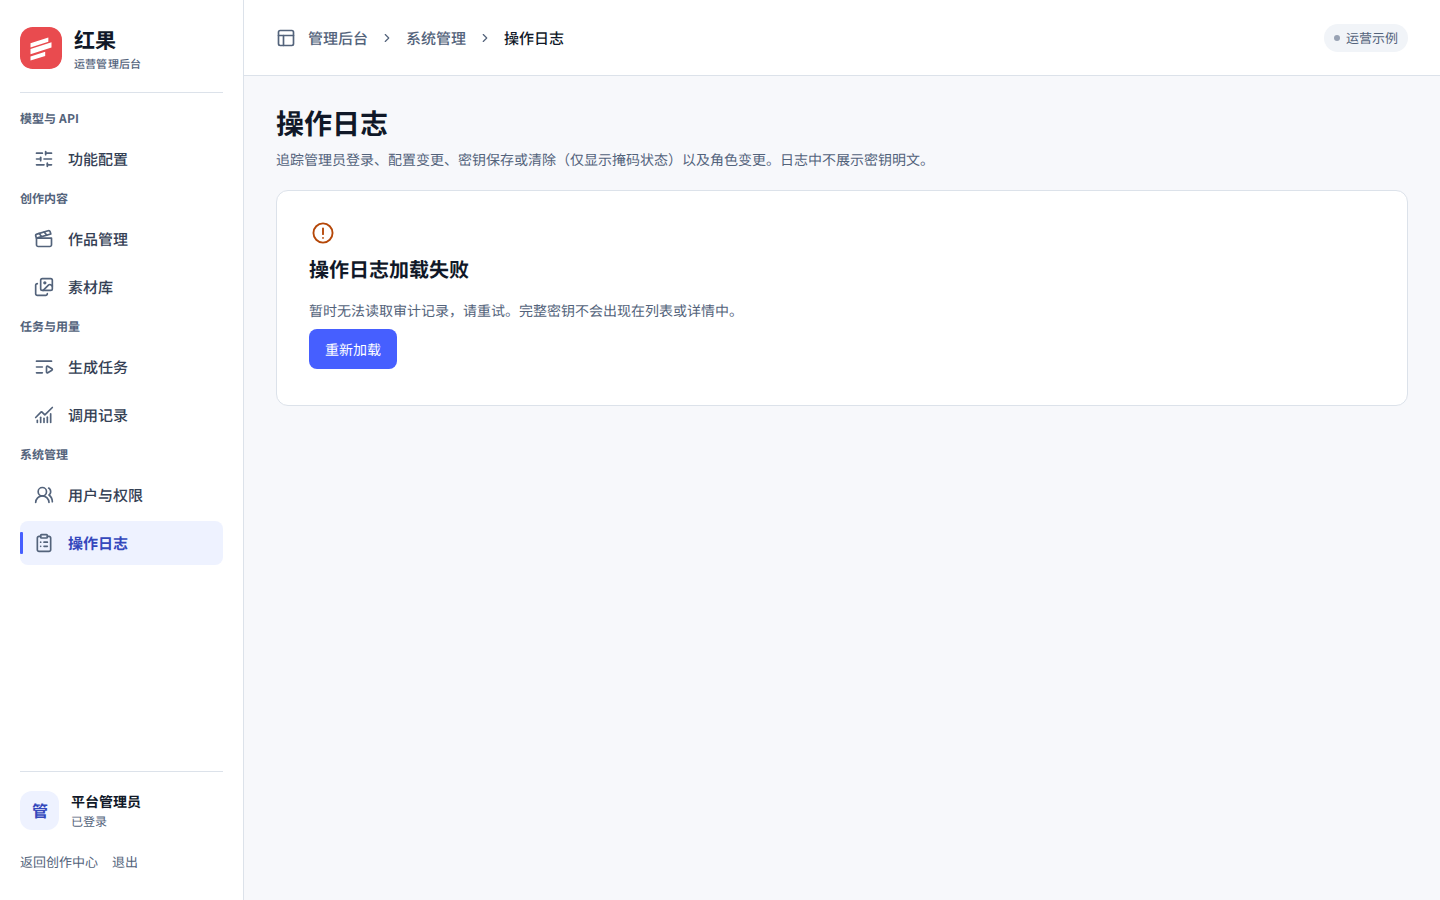 红果
运营管理后台
模型与 API
功能配置
创作内容
作品管理
素材库
任务与用量
生成任务
调用记录
系统管理
用户与权限
操作日志
管
平台管理员
已登录
返回创作中心 退出
管理后台 > 系统管理 > 操作日志
运营示例
操作日志
追踪管理员登录、配置变更、密钥保存或清除（仅显示掩码状态）以及角色变更。日志中不展示密钥明文。
操作日志加载失败
暂时无法读取审计记录，请重试。完整密钥不会出现在列表或详情中。
重新加载